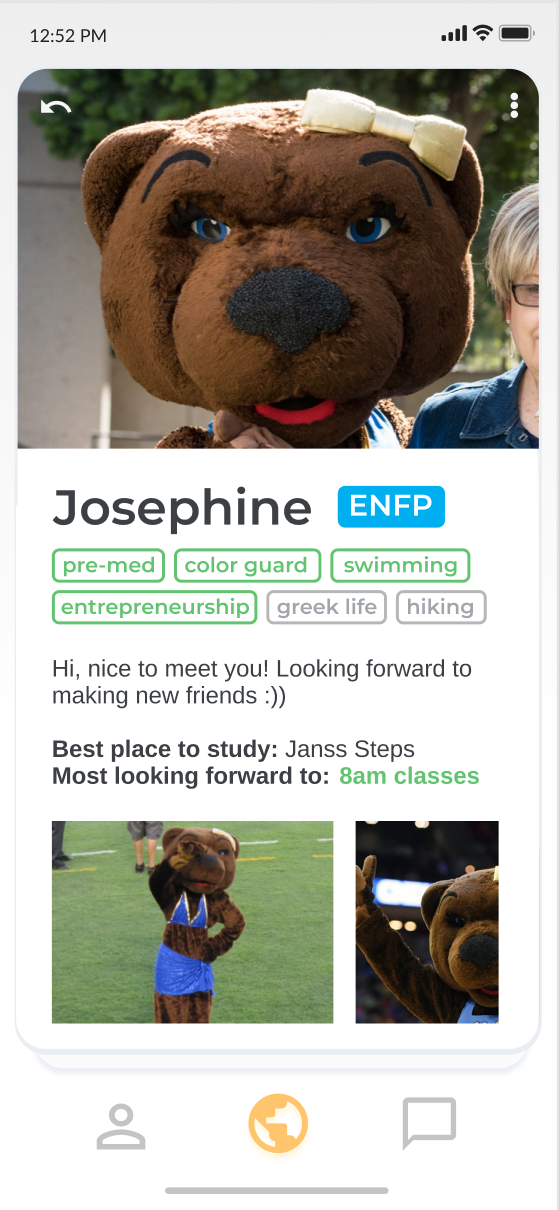 12:52 PM
Josephine ENFP
pre-med color guard swimming
entrepreneurship greek life hiking
Hi, nice to meet you! Looking forward to
making new friends :))
Best place to study: Janss Steps
Most looking forward to: 8am classes